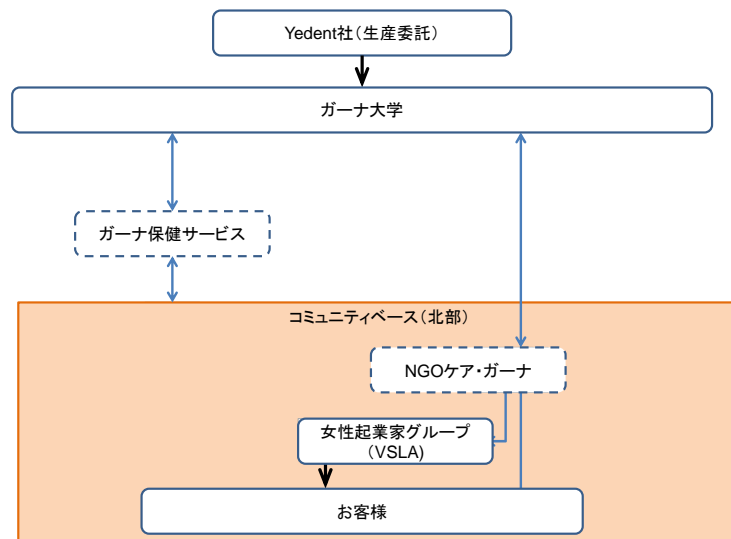 Yedent社（生産委託）
ガーナ大学
ガーナ保健サービス
コミュニティベース（北部）
NGOケア・ガーナ
女性起業家グループ
（VSLA)
お客様